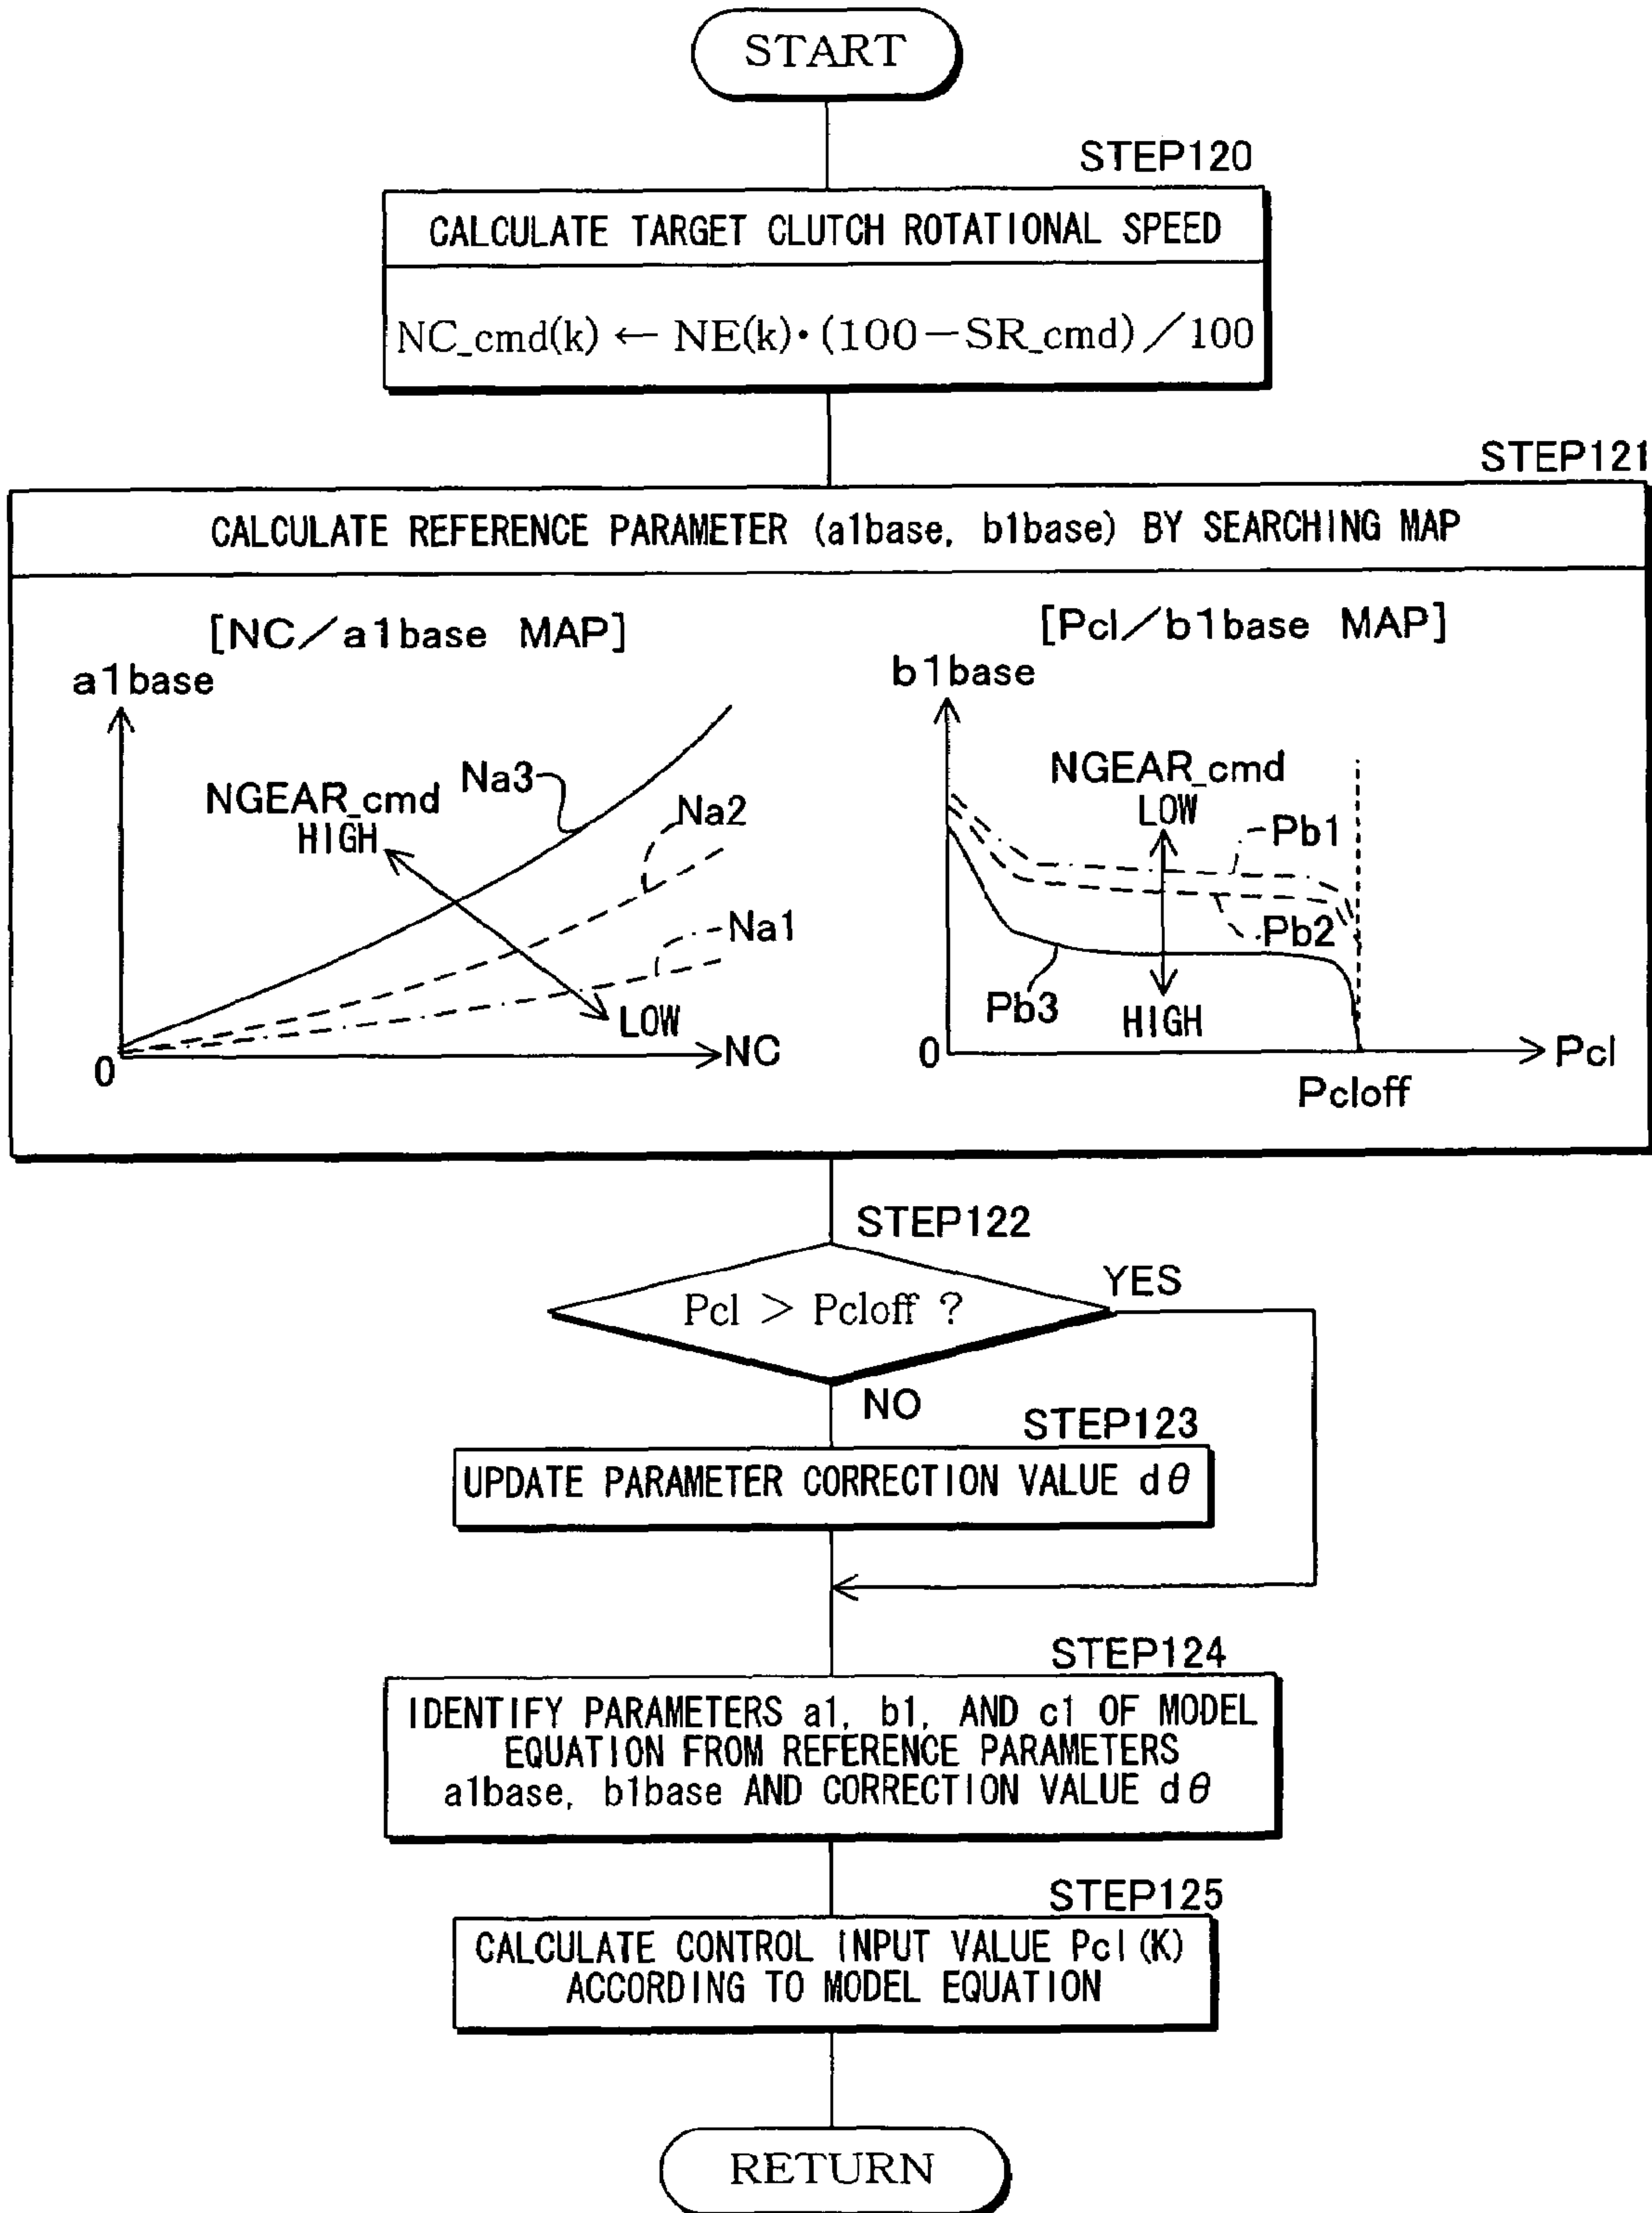 START
STEP120
CALCULATE TARGET CLUTCH ROTATIONAL SPEED
NC_cmd(k) ← NE(k)・(100－SR_cmd)／100
STEP121
CALCULATE REFERENCE PARAMETER (a1base, b1base) BY SEARCHING MAP
[NC／a1base MAP]
a1base
NGEAR_cmd
HIGH
Na3
Na2
Na1
LOW
NC
0
[Pcl／b1base MAP]
b1base
NGEAR_cmd
LOW
Pb1
Pb2
Pb3
HIGH
0
Pcl
Pcloff
STEP122
Pcl > Pcloff ?
YES
NO
STEP123
UPDATE PARAMETER CORRECTION VALUE dθ
STEP124
IDENTIFY PARAMETERS a1, b1, AND c1 OF MODEL
EQUATION FROM REFERENCE PARAMETERS
a1base, b1base AND CORRECTION VALUE dθ
STEP125
CALCULATE CONTROL INPUT VALUE Pcl(K)
ACCORDING TO MODEL EQUATION
RETURN